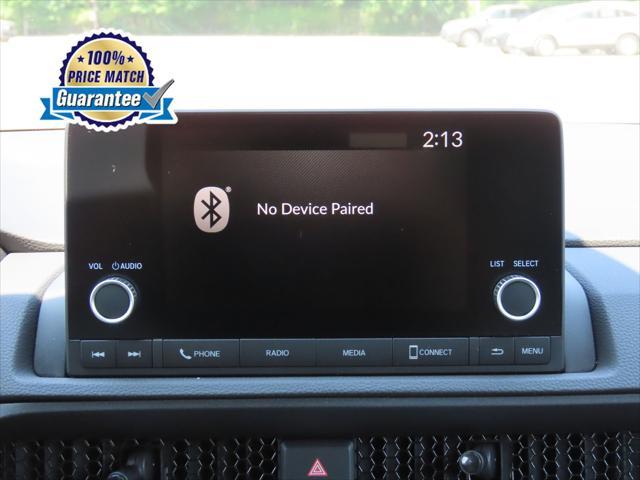 100%
PRICE MATCH
Guarantee
2:13
No Device Paired
VOL AUDIO
LIST SELECT
PHONE RADIO MEDIA CONNECT MENU